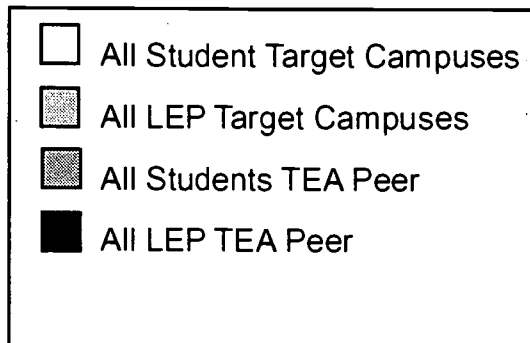 All Student Target Campuses
All LEP Target Campuses
All Students TEA Peer
All LEP TEA Peer